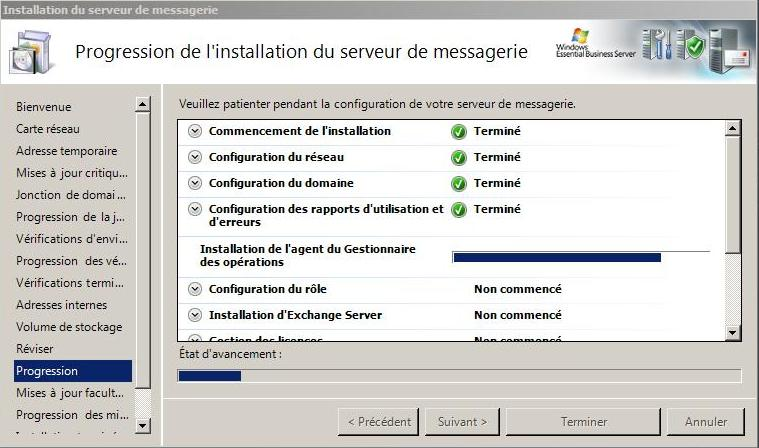 Installation du serveur de messagerie
Progression de l'installation du serveur de messagerie
Windows
Essential Business Server
Bienvenue
Carte réseau
Adresse temporaire
Mises à jour critiqu...
Jonction de domai...
Progression de la j...
Vérifications d'envi...
Progression des vé...
Vérifications termi...
Adresses internes
Volume de stockage
Réviser
Progression
Mises à jour facult...
Progression des mi...
Veuillez patienter pendant la configuration de votre serveur de messagerie.
Commencement de l'installation Terminé
Configuration du réseau Terminé
Configuration du domaine Terminé
Configuration des rapports d'utilisation et Terminé
d'erreurs
Installation de l'agent du Gestionnaire
des opérations
Configuration du rôle Non commencé
Installation d'Exchange Server Non commencé
Gestion des licences Non commencé
État d'avancement :
< Précédent Suivant > Terminer Annuler